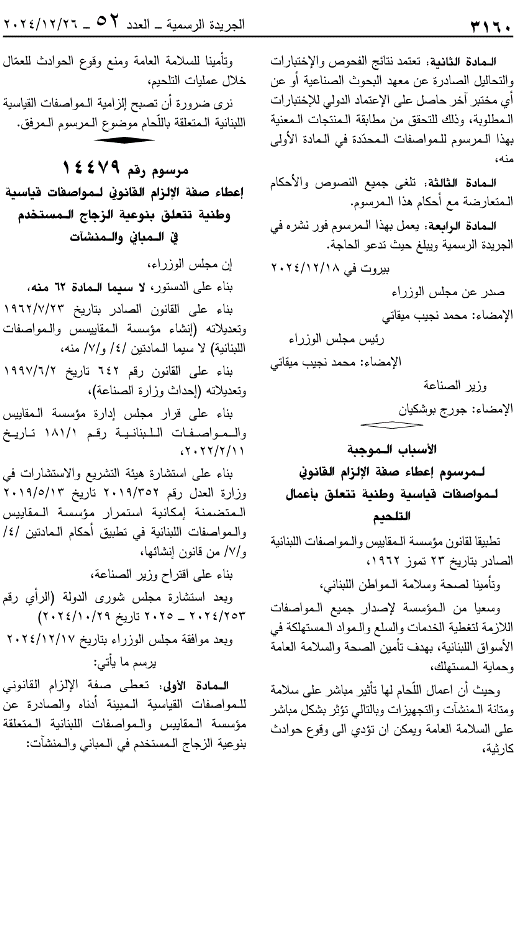 ٣١٦٠
الجريدة الرسمية ــ العدد ٥٢ ــ ٢٠٢٤/١٢/٢٦
المادة الثانية: تعتمد نتائج الفحوص والإختبارات
والتحاليل الصادرة عن معهد البحوث الصناعية أو عن
أي مختبر آخر حاصل على الإعتماد الدولي للإختبارات
المطلوبة، وذلك للتحقق من مطابقة المنتجات المعنية
بهذا المرسوم للمواصفات المحدّدة في المادة الأولى
منه،
المادة الثالثة: تلغى جميع النصوص والأحكام
المتعارضة مع أحكام هذا المرسوم.
المادة الرابعة: يعمل بهذا المرسوم فور نشره في
الجريدة الرسمية ويبلغ حيث تدعو الحاجة.
بيروت في ٢٠٢٤/١٢/١٨
صدر عن مجلس الوزراء
الإمضاء: محمد نجيب ميقاتي
رئيس مجلس الوزراء
الإمضاء: محمد نجيب ميقاتي
وزير الصناعة
الإمضاء: جورج بوشكيان
الأسباب الموجبة
لمرسوم إعطاء صفة الإلزام القانوني
لمواصفات قياسية وطنية تتعلق بأعمال
التلحيم
تطبيقا لقانون مؤسسة المقاييس والمواصفات اللبنانية
الصادر بتاريخ ٢٣ تموز ١٩٦٢،
وتأمينا لصحة وسلامة المواطن اللبناني،
وسعيا من المؤسسة لإصدار جميع المواصفات
اللازمة لتغطية الخدمات والسلع والمواد المستهلكة في
الأسواق اللبنانية، بهدف تأمين الصحة والسلامة العامة
وحماية المستهلك،
وحيث أن اعمال اللّحام لها تأثير مباشر على سلامة
ومتانة المنشآت والتجهيزات وبالتالي تؤثر بشكل مباشر
على السلامة العامة ويمكن ان تؤدي الى وقوع حوادث
كارثية،
وتأمينا للسلامة العامة ومنع وقوع الحوادث للعمّال
خلال عمليات التلحيم،
نرى ضرورة أن تصبح إلزامية المواصفات القياسية
اللبنانية المتعلقة باللّحام موضوع المرسوم المرفق.
مرسوم رقم ١٤٤٧٩
إعطاء صفة الإلزام القانوني لمواصفات قياسية
وطنية تتعلق بنوعية الزجاج المستخدم
في المباني والمنشآت
إن مجلس الوزراء،
بناء على الدستور، لا سيما المادة ٦٢ منه،
بناء على القانون الصادر بتاريخ ١٩٦٢/٧/٢٣
وتعديلاته (إنشاء مؤسسة المقاييس والمواصفات
اللبنانية) لا سيما المادتين /٤/ و/٧/ منه،
بناء على القانون رقم ٦٤٢ تاريخ ١٩٩٧/٦/٢
وتعديلاته (إحداث وزارة الصناعة)،
بناء على قرار مجلس إدارة مؤسسة المقاييس
والمواصفات اللبنانية رقم ١٨١/١ تاريخ
٢٠٢٢/٢/١١،
بناء على استشارة هيئة التشريع والاستشارات في
وزارة العدل رقم ٢٠١٩/٣٥٢ تاريخ ٢٠١٩/٥/١٣
المتضمنة إمكانية استمرار مؤسسة المقاييس
والمواصفات اللبنانية في تطبيق أحكام المادتين /٤/
و/٧/ من قانون إنشائها،
بناء على اقتراح وزير الصناعة،
وبعد استشارة مجلس شورى الدولة (الرأي رقم
٢٠٢٤/٢٥٣ ــ ٢٠٢٥ تاريخ ٢٠٢٤/١٠/٢٩)
وبعد موافقة مجلس الوزراء بتاريخ ٢٠٢٤/١٢/١٧
يرسم ما يأتي:
المادة الأولى: تعطى صفة الإلزام القانوني
للمواصفات القياسية المبينة أدناه والصادرة عن
مؤسسة المقاييس والمواصفات اللبنانية المتعلقة
بنوعية الزجاج المستخدم في المباني والمنشآت: